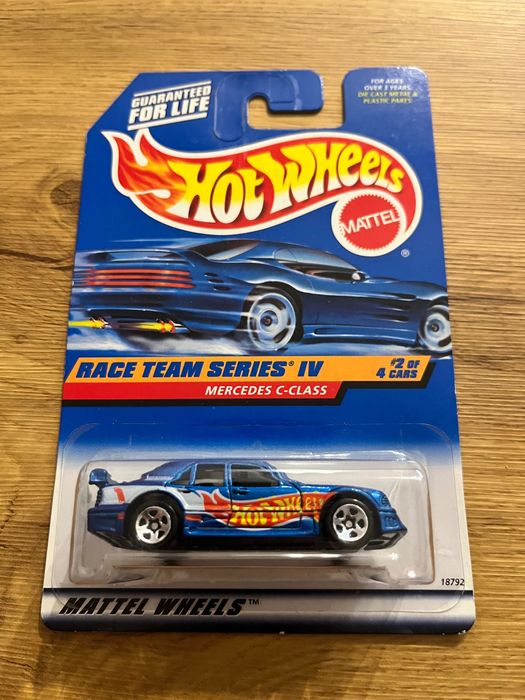 GUARANTEED
FOR LIFE
FOR AGES
OVER 3 YEARS.
DIE CAST METAL &
PLASTIC PARTS.
HOT WHEELS
MATTEL
®
RACE TEAM SERIES® IV
#2 OF
4 CARS
MERCEDES C-CLASS
HOT WHEELS
18792
MATTEL WHEELS™